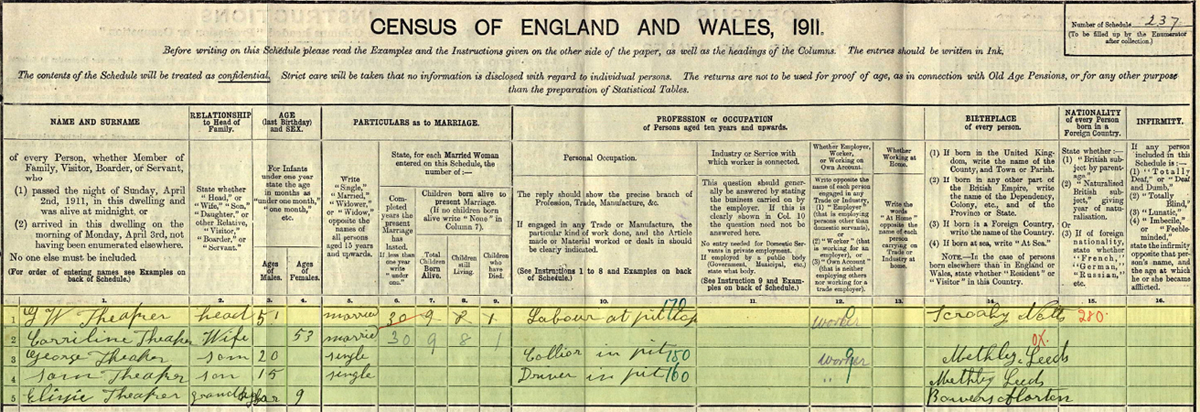 CENSUS OF ENGLAND AND WALES, 1911.
Number of Schedule 237
(To be filled up by the Enumerator
after collection.)
Before writing on this Schedule please read the Examples and the Instructions given on the other side of the paper, as well as the headings of the Columns. The entries should be written in Ink.
The contents of the Schedule will be treated as confidential. Strict care will be taken that no information is disclosed with regard to individual persons. The returns are not to be used for proof of age, as in connection with Old Age Pensions, or for any other purpose
than the preparation of Statistical Tables.
NAME AND SURNAME
of every Person, whether Member of
Family, Visitor, Boarder, or Servant,
who
(1) passed the night of Sunday, April
2nd, 1911, in this dwelling and
was alive at midnight, or
(2) arrived in this dwelling on the
morning of Monday, April 3rd, not
having been enumerated elsewhere.
No one else must be included
(For order of entering names see Examples on
back of Schedule.)
RELATIONSHIP
to Head of
Family.
State whether
"Head," or
"Wife," "Son,"
"Daughter," or
other Relative,
"Visitor,"
"Boarder," or
"Servant."
AGE
(last Birthday)
and SEX.
For Infants
under one
year state the
age in
months as
"under one
month," "one
month," etc.
Ages
of
Males.
Ages
of
Females.
PARTICULARS as to MARRIAGE.
Write
"Single,"
"Married,"
"Widower,"
or "Widow,"
opposite the
names of
all persons
aged 15 years
and upwards.
State, for each Married Woman
entered on this Schedule, the
number of:—
Completed
years the
present
Marriage
has lasted.
If less than
one year
write
"under
one."
Children born alive to
present Marriage.
(If no children
born alive
write "None" in
Column 7).
Total
Children
Born
Alive.
Children
still
Living.
Children
who
have
Died.
PROFESSION or OCCUPATION
of Persons aged ten years and upwards.
Personal Occupation.
The reply should show the precise branch of
Profession, Trade, Manufacture, &c.
If engaged in any Trade or Manufacture, the
particular kind of work done, and the Article
made or Material worked or dealt in should
be clearly indicated.
(See Instructions 1 to 8 and Examples on back
of Schedule.)
Industry or Service with
which worker is connected.
This question should gener-
ally be answered by stating
the business carried on by
the employer. If this is
clearly shown in Col. 10
the question need not be
answered here.
No entry needed for Domestic Ser-
vants in private employment.
If employed by a public body
(Government, Municipal, etc.)
state what body.
(See Instruction 9 and Exam-
ples on back of Schedule.)
Whether Employer,
Worker,
or Working on
Own Account.
Write opposite the
name of each person
engaged in any
Trade or Industry,
(1) "Employer" (that
is employing
persons other than
domestic servants),
or
(2) "Worker" (that
is working for an
employer), or
(3) "Own Account"
(that is neither
employing others
nor working for a
trade employer).
Whether
Working at
Home.
Write the
words
"At Home"
opposite the
name of each
person
carrying on
Trade or
Industry at
home.
BIRTHPLACE
of every person.
(1) If born in the United King-
dom, write the name of the
County, and Town or Parish.
(2) If born in any other part of
the British Empire, write
the name of the Dependency,
Colony, etc., and of the
Province or State.
(3) If born in a Foreign Country,
write the name of the Country.
(4) If born at sea, write "At Sea."
NOTE.—In the case of persons
born elsewhere than in England or
Wales, state whether "Resident" or
"Visitor" in this Country.
NATIONALITY
of every Person
born in a
Foreign Country.
State whether:—
(1) "British sub-
ject by parent-
age."
(2) "Naturalised
British sub-
ject," giving
year of
natu-
ralisation.
(3) If of foreign
nationality,
state whether
"French,"
"German,"
"Russian,"
etc.
INFIRMITY.
If any person
included in this
Schedule is:—
(1) "Totally
Deaf," or "Deaf
and Dumb,"
(2) "Totally
Blind,"
(3) "Lunatic,"
(4) "Imbecile,"
or "Feeble-
minded,"
state the infirmity
opposite that per-
son's name, and
the age at which
he or she became
afflicted.
1. 2. 3. 4. 5. 6. 7. 8. 9. 10. 11. 12. 13. 14. 15. 16.
1 G W Theaker head 51 married 30 9 8 1 Labour at pit top 170 worker Scrooby Notts 280
2 Carriline Theaker Wife 53 married 30 9 8 1
3 George Theaker son 20 single Collier in pit 150 worker Methley Leeds OX
4 Sam Theaker son 15 single Driver in pit 160 " Methley Leeds
5 Theaker 9 Bowers